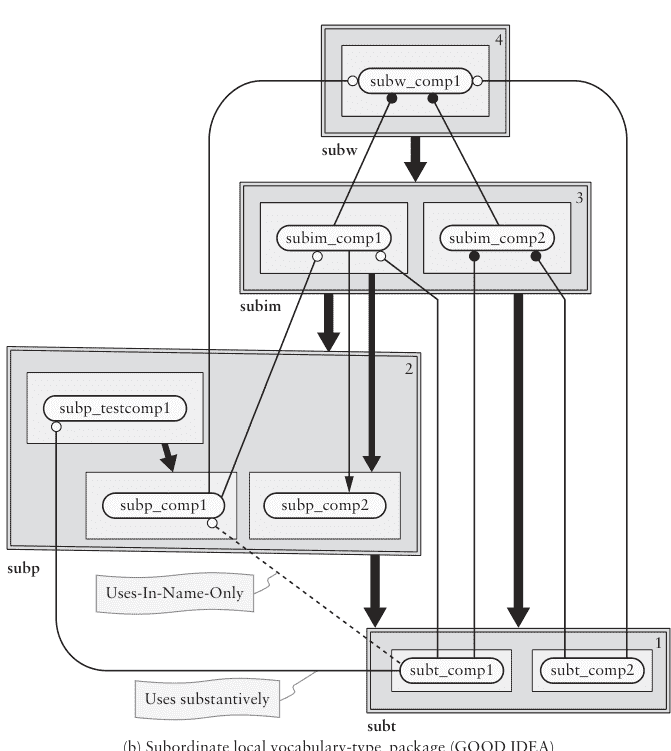 4
subw_comp1
subw
3
subim_comp1
subim_comp2
subim
2
subp_testcomp1
subp_comp1
subp_comp2
subp
Uses-In-Name-Only
1
subt_comp1
subt_comp2
Uses substantively
subt
(b) Subordinate local vocabulary-type package (GOOD IDEA)